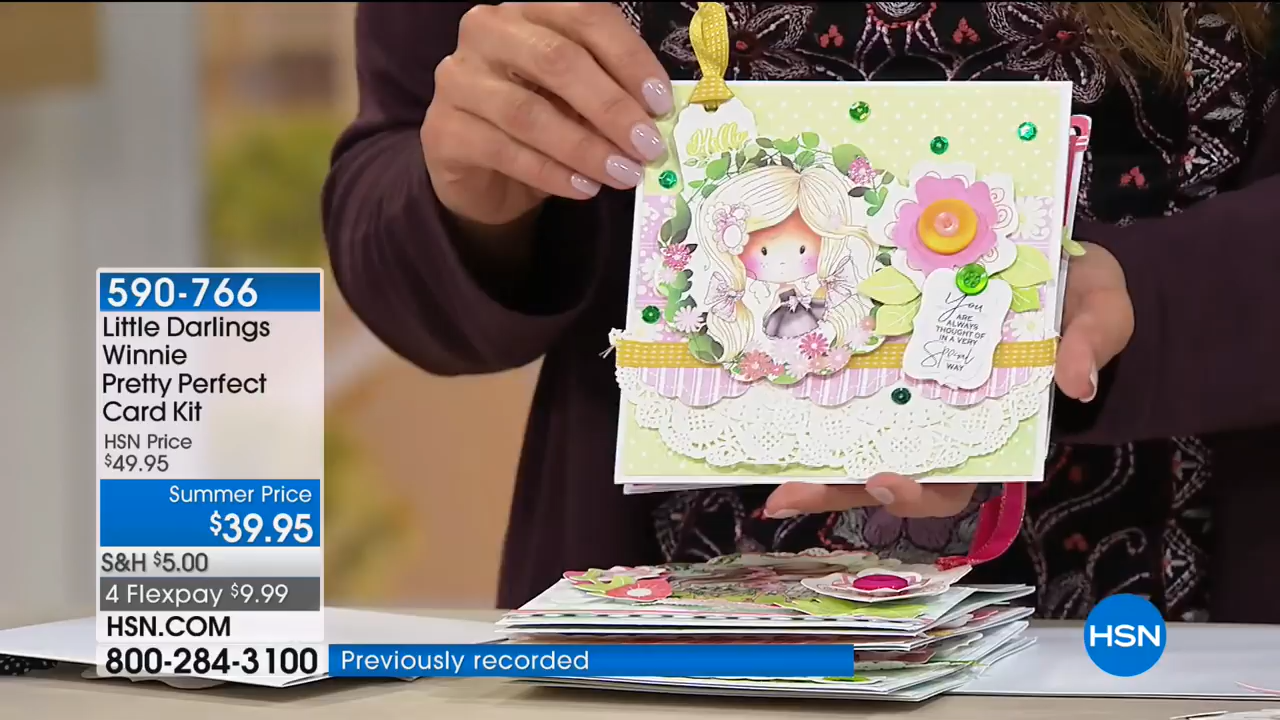 590-766
Little Darlings
Winnie
Pretty Perfect
Card Kit
HSN Price
$49.95
Summer Price
$39.95
S&H $5.00
4 Flexpay $9.99
HSN.COM
800-284-3100
Previously recorded
HSN
Hello
You
ARE
ALWAYS
THOUGHT OF
IN A VERY
Special
WAY